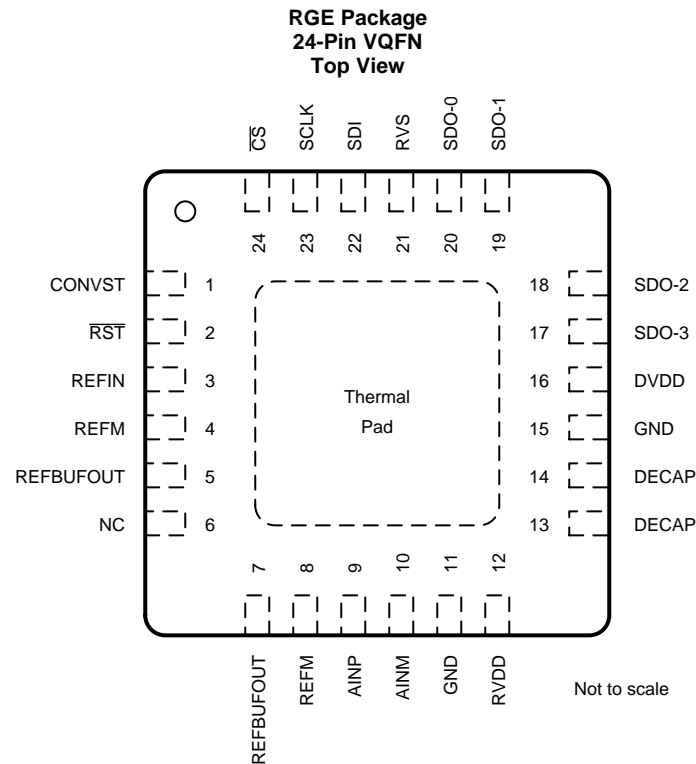 RGE Package
24-Pin VQFN
Top View
C̅S̅
SCLK
SDI
RVS
SDO-0
SDO-1
24
23
22
21
20
19
CONVST 1
R̅S̅T̅ 2
REFIN 3
REFM 4
REFBUFOUT 5
NC 6
Thermal
Pad
18 SDO-2
17 SDO-3
16 DVDD
15 GND
14 DECAP
13 DECAP
7
8
9
10
11
12
REFBUFOUT
REFM
AINP
AINM
GND
RVDD
Not to scale